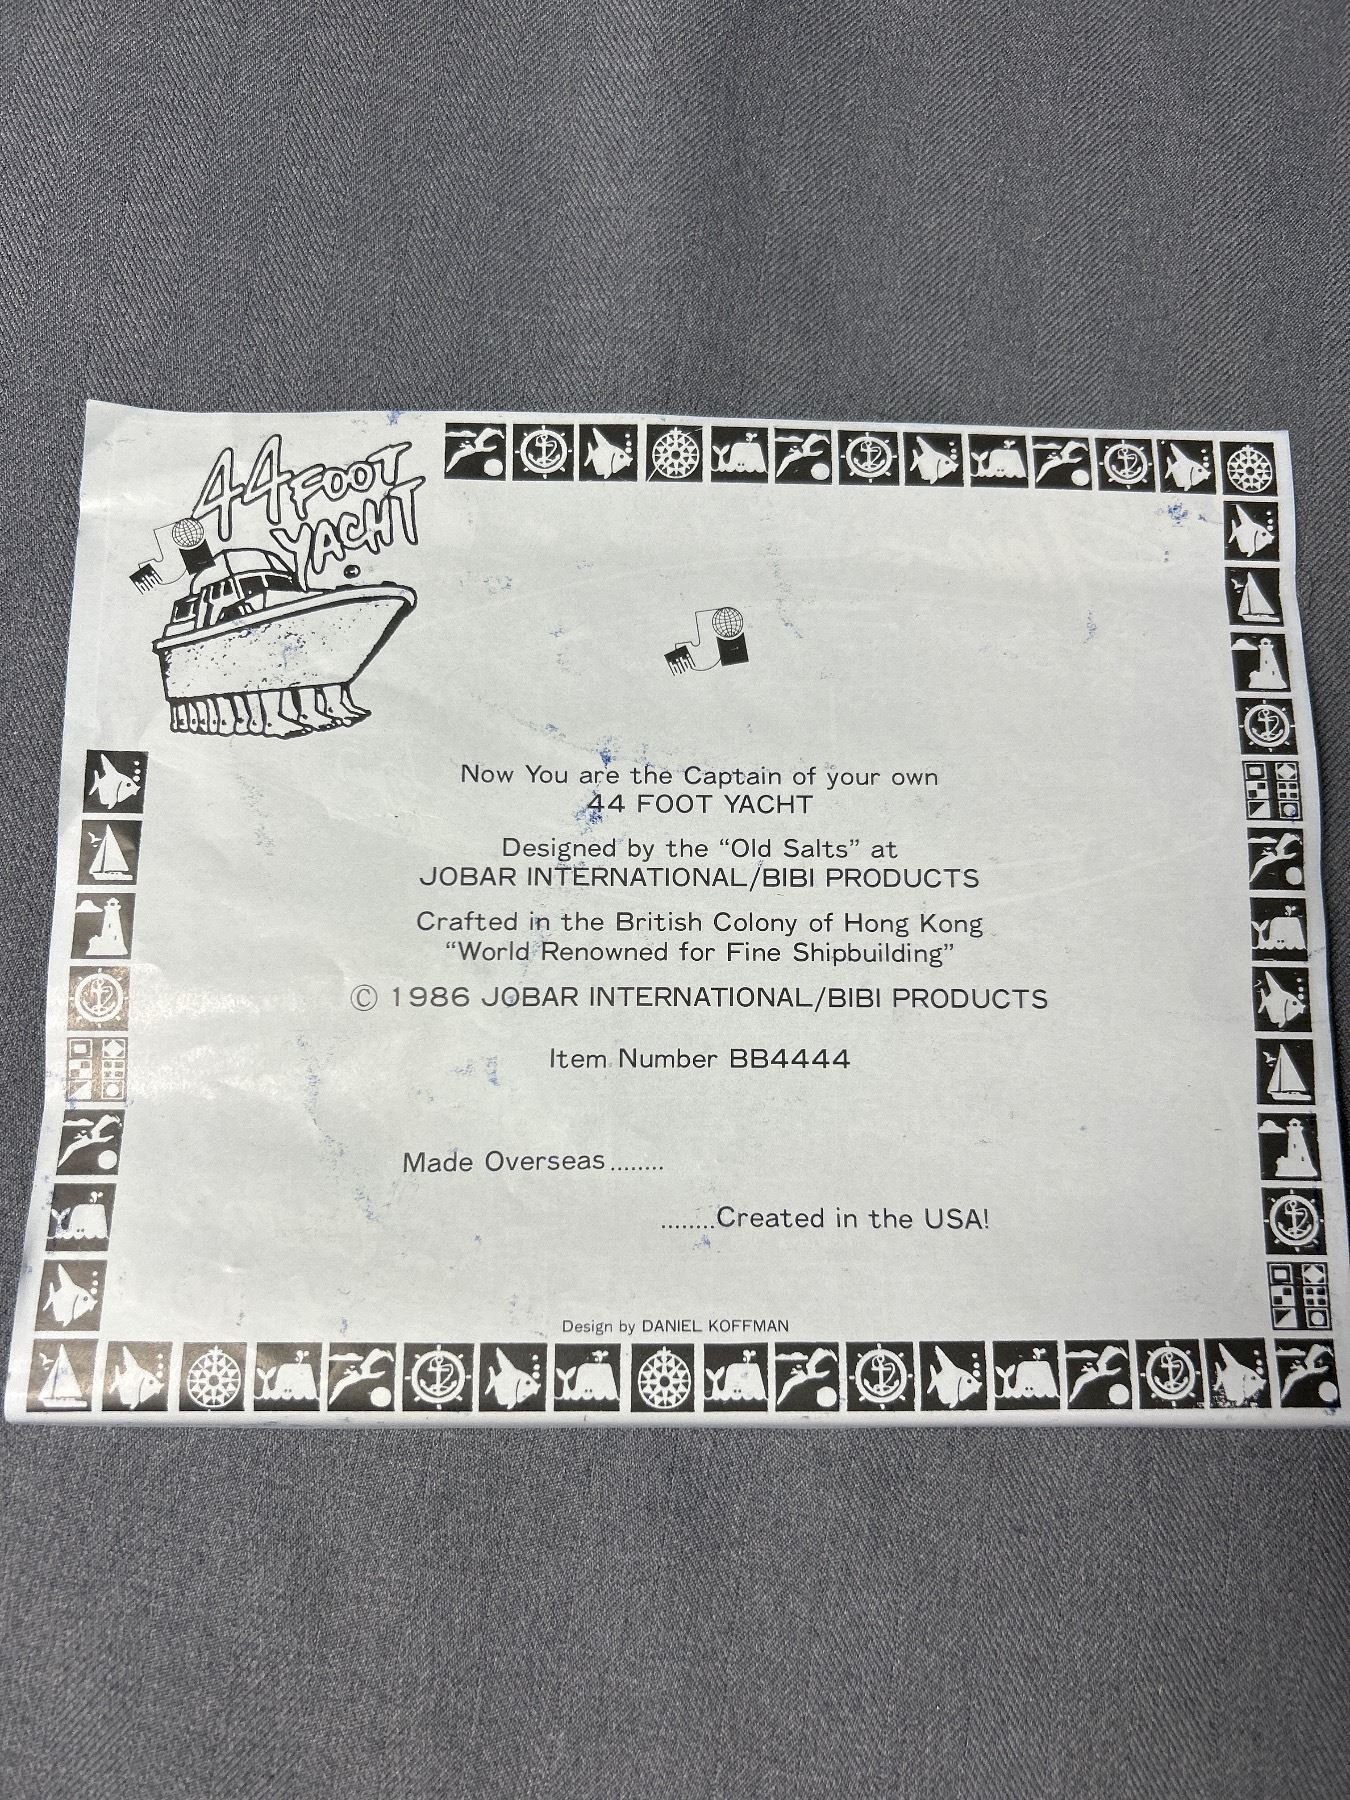 44 FOOT
YACHT
Now You are the Captain of your own
44 FOOT YACHT
Designed by the “Old Salts” at
JOBAR INTERNATIONAL/BIBI PRODUCTS
Crafted in the British Colony of Hong Kong
“World Renowned for Fine Shipbuilding”
© 1986 JOBAR INTERNATIONAL/BIBI PRODUCTS
Item Number BB4444
Made Overseas........
........Created in the USA!
Design by DANIEL KOFFMAN